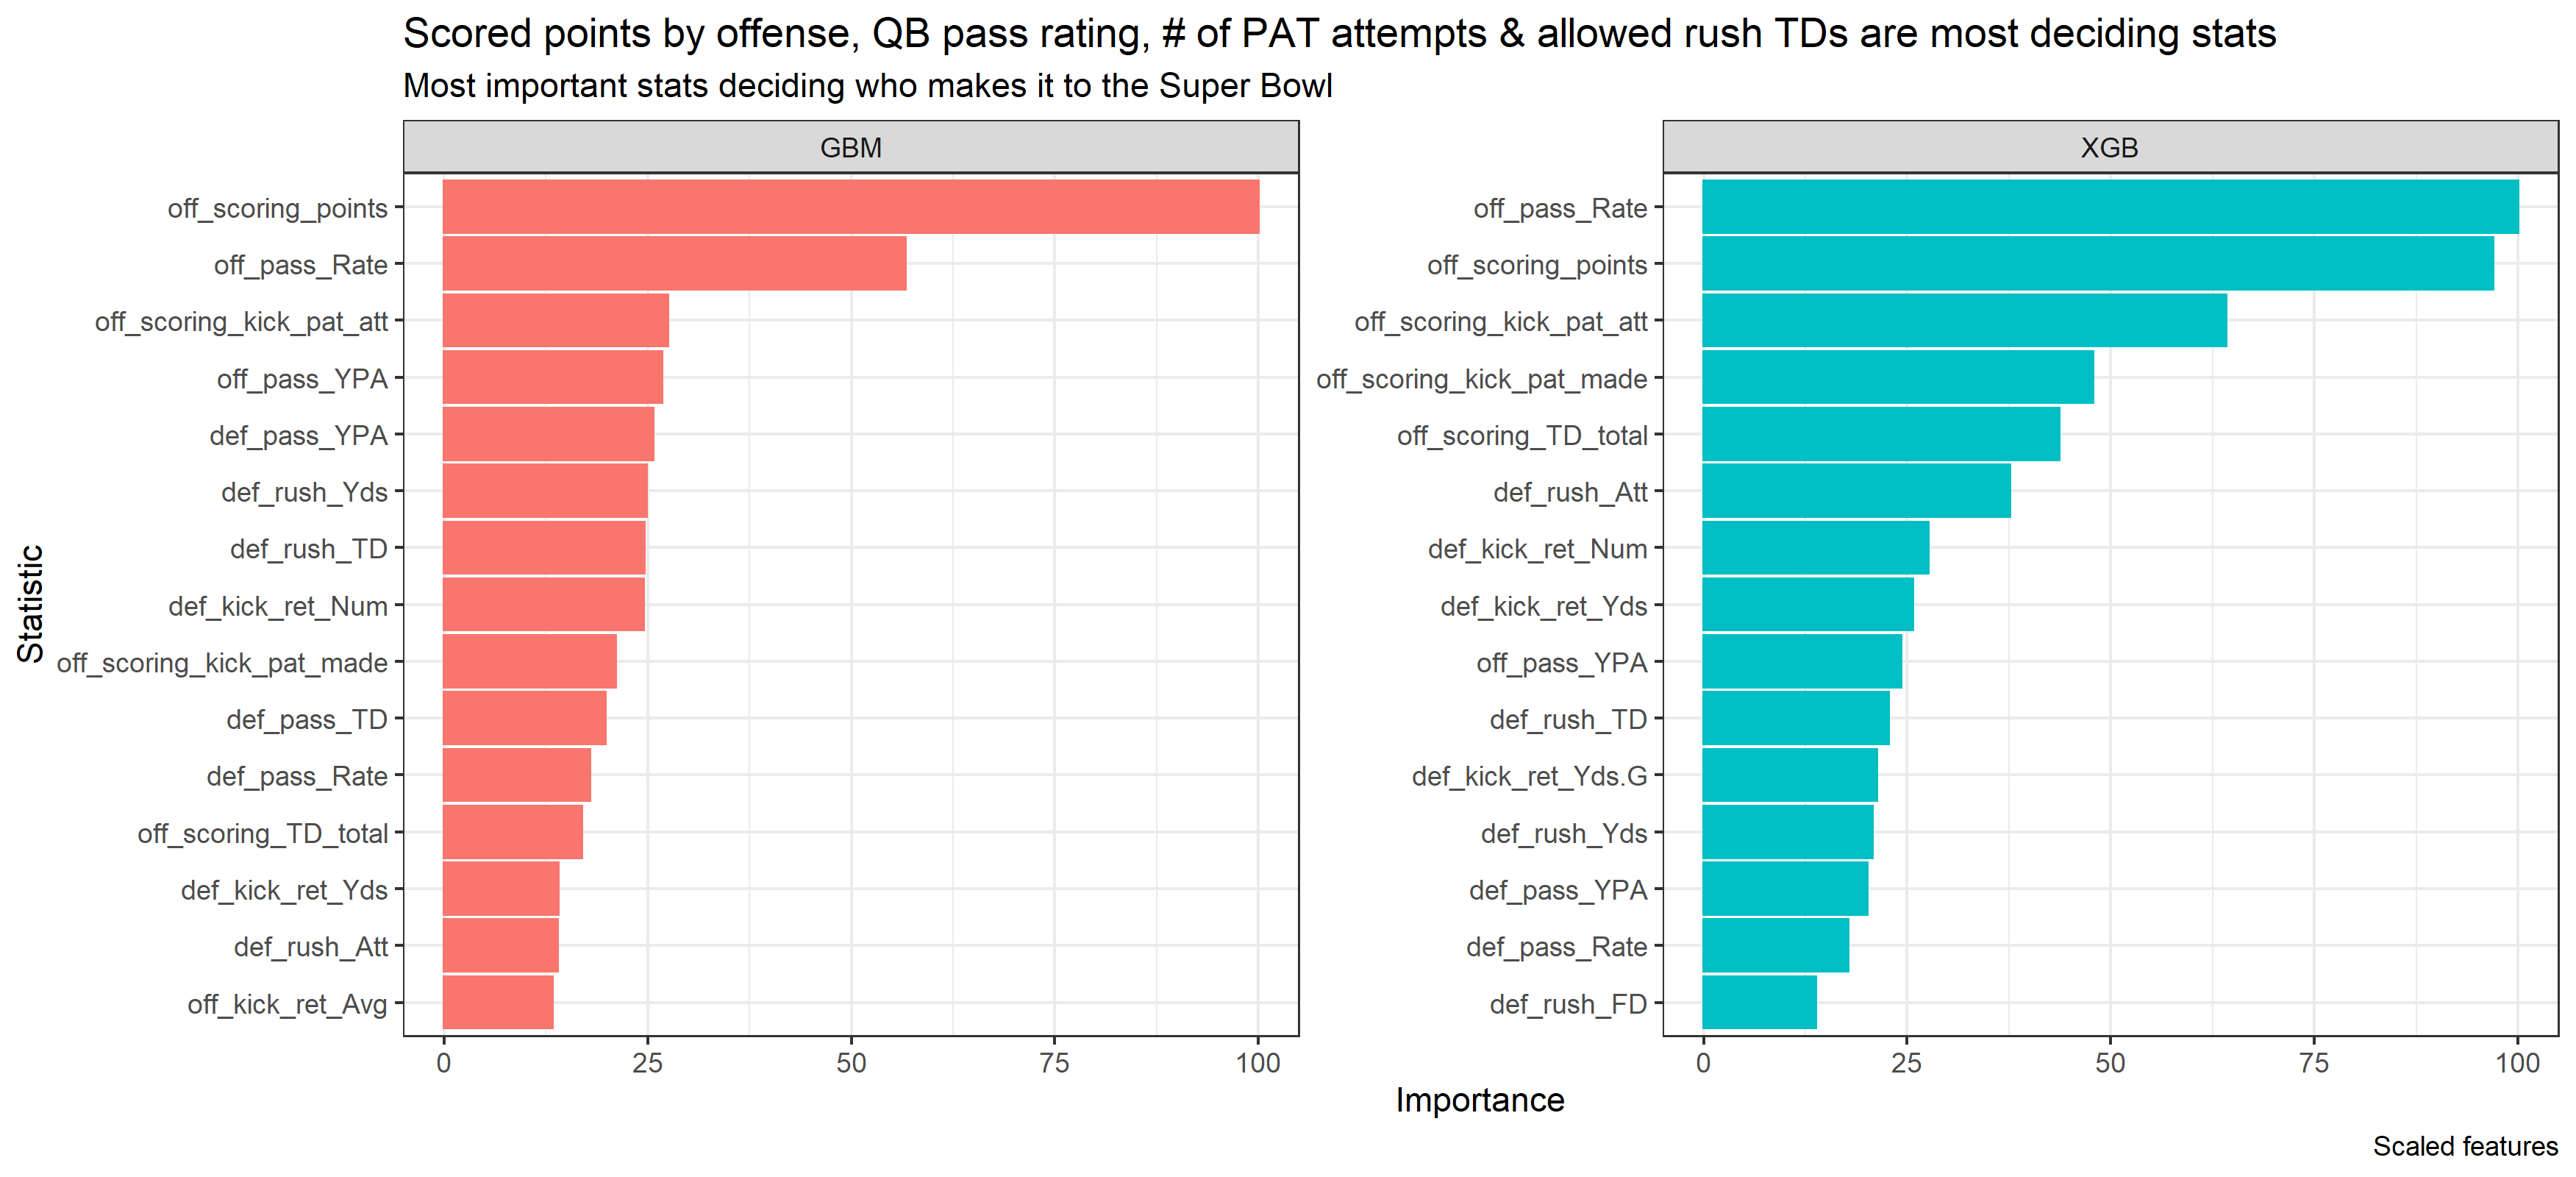 Scored points by offense, QB pass rating, # of PAT attempts & allowed rush TDs are most deciding stats
Most important stats deciding who makes it to the Super Bowl
GBM
off_scoring_points
off_pass_Rate
off_scoring_kick_pat_att
off_pass_YPA
def_pass_YPA
def_rush_Yds
def_rush_TD
def_kick_ret_Num
off_scoring_kick_pat_made
def_pass_TD
def_pass_Rate
off_scoring_TD_total
def_kick_ret_Yds
def_rush_Att
off_kick_ret_Avg
0 25 50 75 100
XGB
off_pass_Rate
off_scoring_points
off_scoring_kick_pat_att
off_scoring_kick_pat_made
off_scoring_TD_total
def_rush_Att
def_kick_ret_Num
def_kick_ret_Yds
off_pass_YPA
def_rush_TD
def_kick_ret_Yds.G
def_rush_Yds
def_pass_YPA
def_pass_Rate
def_rush_FD
0 25 50 75 100
Statistic
Importance
Scaled features